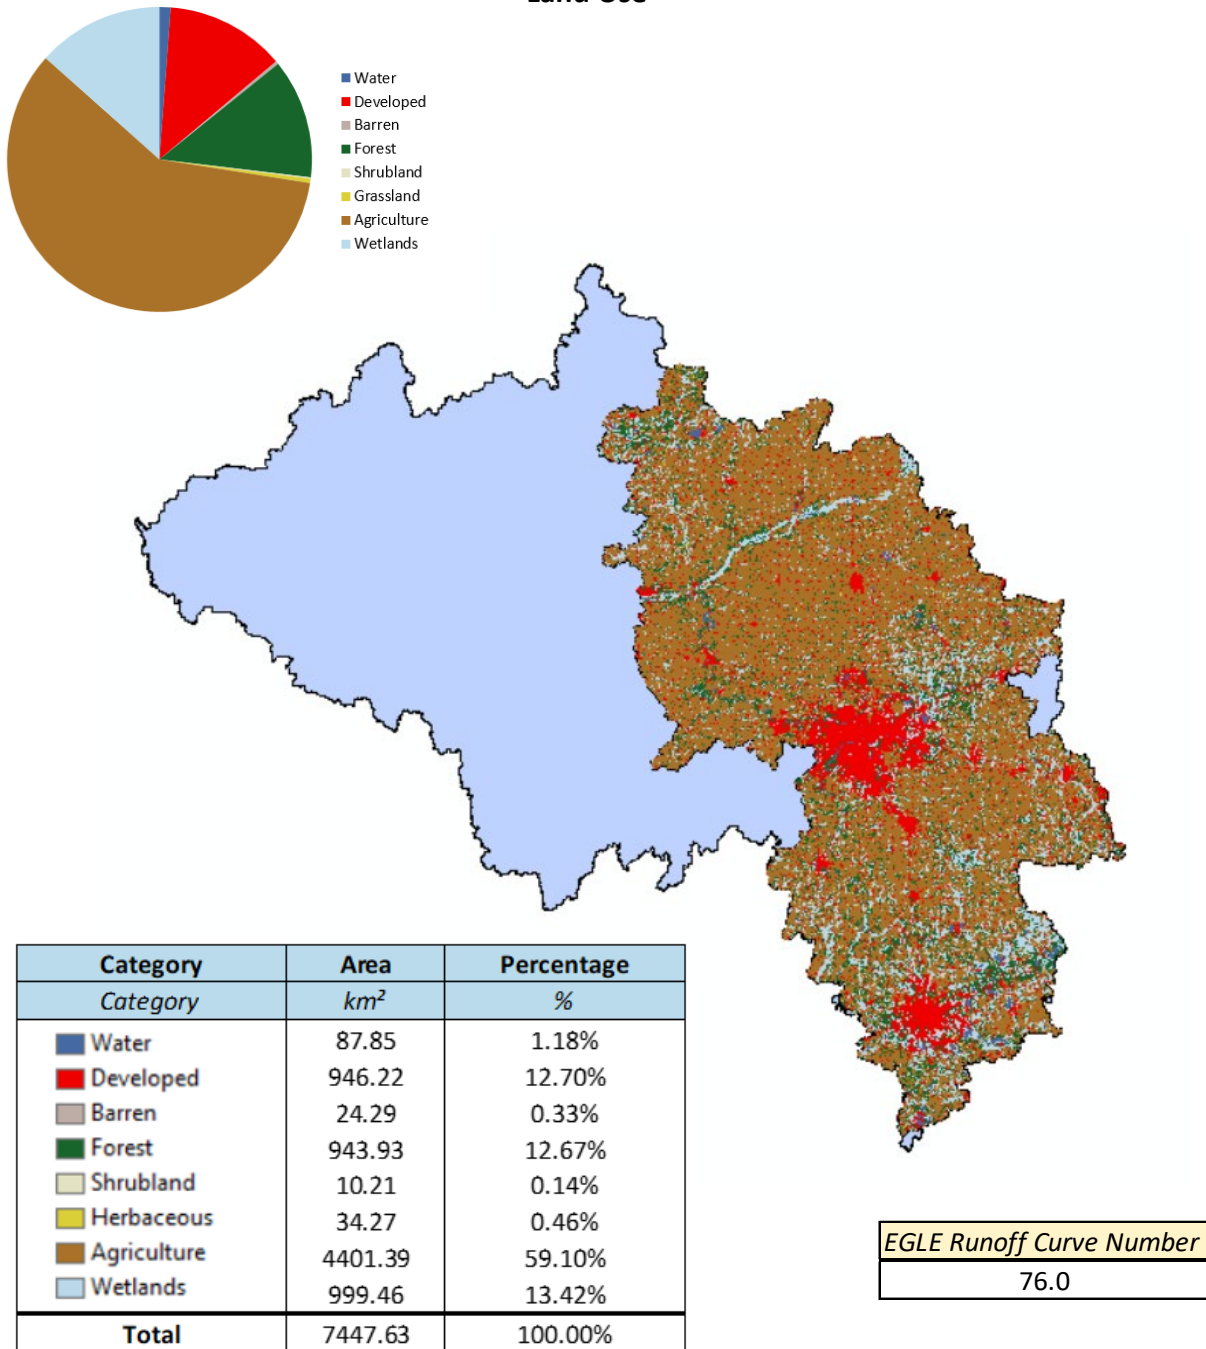 Land Use
Water
Developed
Barren
Forest
Shrubland
Grassland
Agriculture
Wetlands
Category Area Percentage
Category km² %
Water 87.85 1.18%
Developed 946.22 12.70%
Barren 24.29 0.33%
Forest 943.93 12.67%
Shrubland 10.21 0.14%
Herbaceous 34.27 0.46%
Agriculture 4401.39 59.10%
Wetlands 999.46 13.42%
Total 7447.63 100.00%
EGLE Runoff Curve Number
76.0